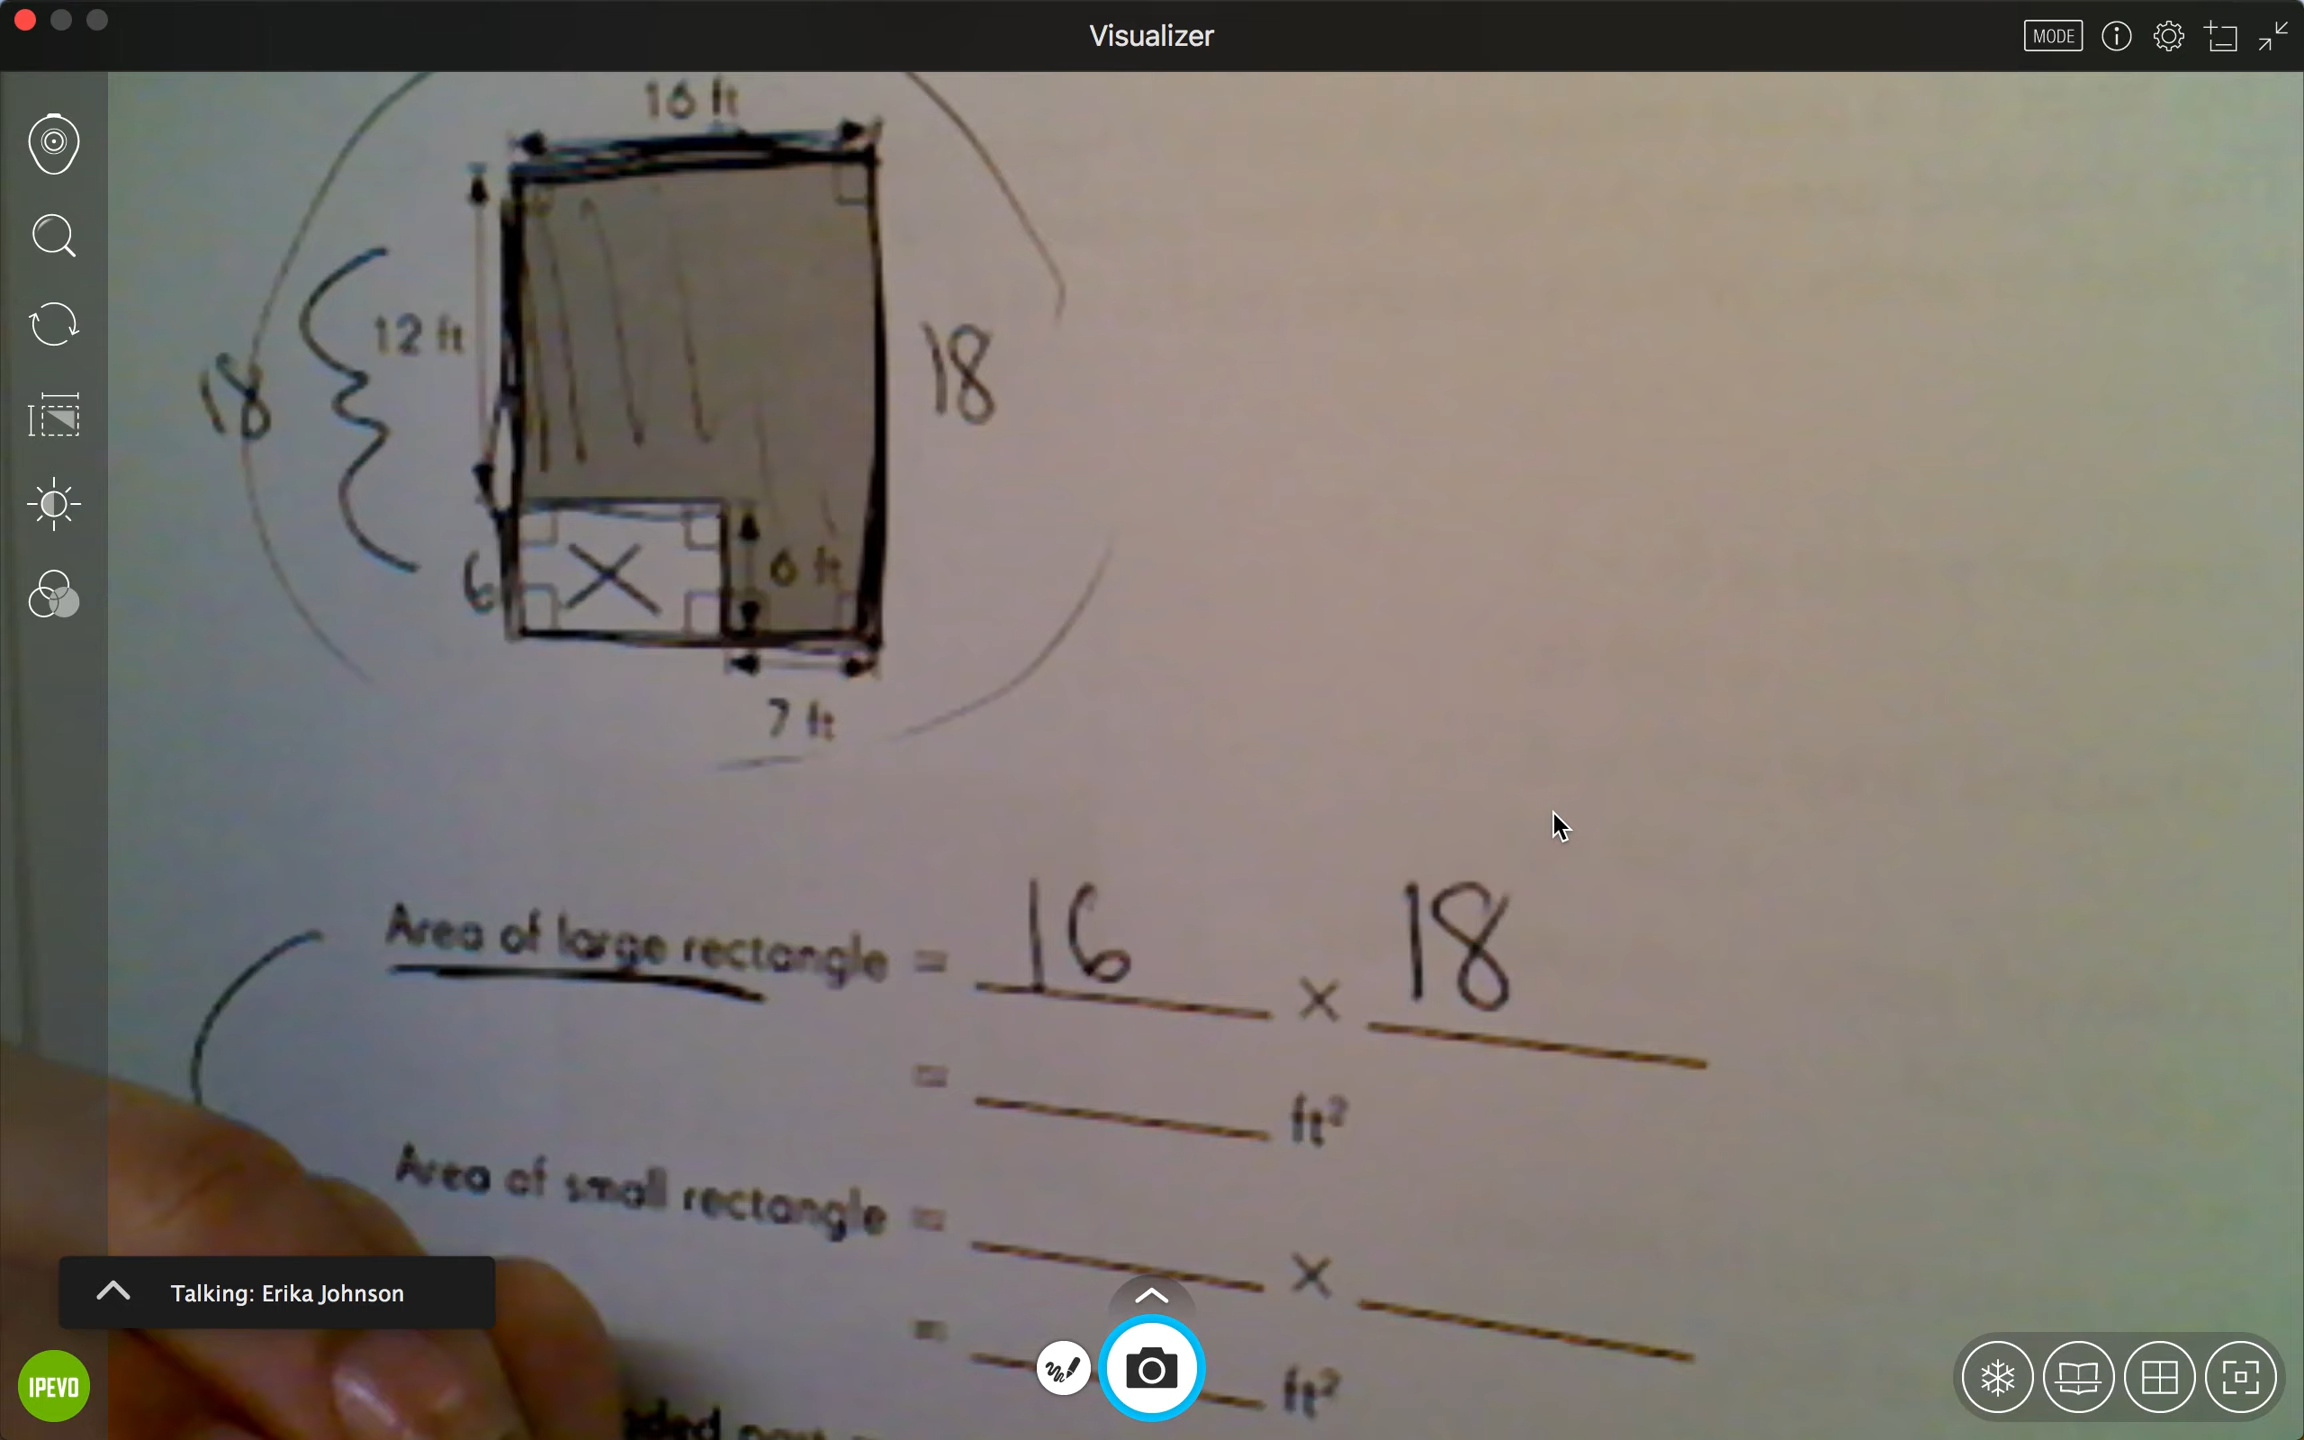 Visualizer
MODE
16 ft
12 ft
18
18
6
6 ft
7 ft
Area of large rectangle = 16 × 18
= ft²
Area of small rectangle = ×
= ft²
Talking: Erika Johnson
IPEVO